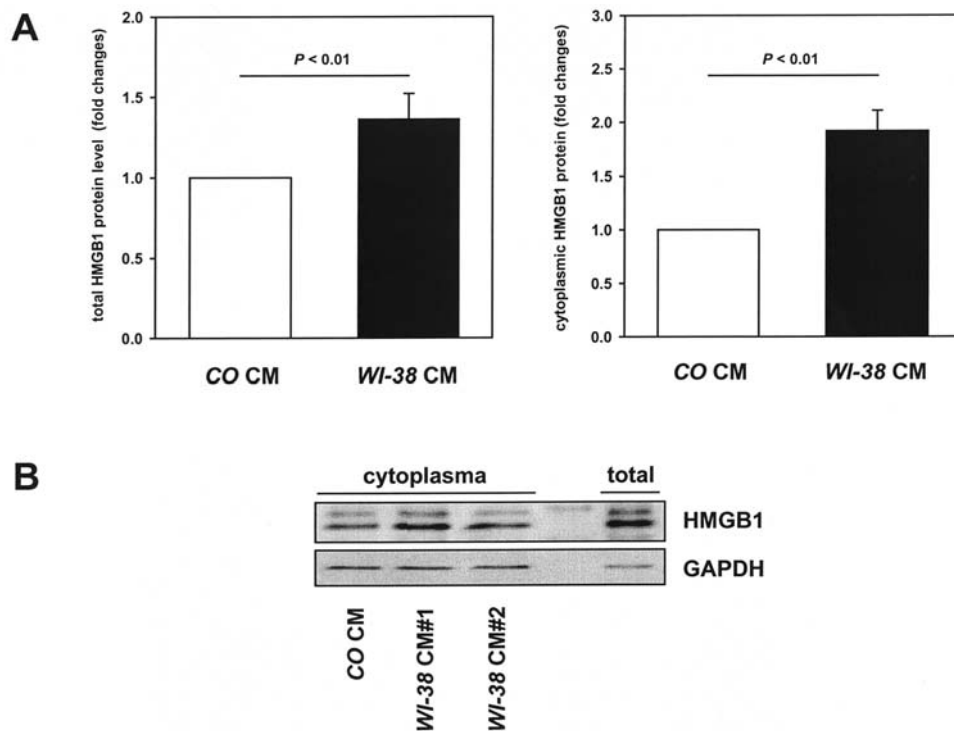 A
total HMGB1 protein level (fold changes)
2.0
1.5
1.0
0.5
0.0
P < 0.01
CO CM
WI-38 CM
cytoplasmic HMGB1 protein (fold changes)
3.0
2.5
2.0
1.5
1.0
0.5
0.0
P < 0.01
CO CM
WI-38 CM
B
cytoplasma
total
HMGB1
GAPDH
CO CM
WI-38 CM#1
WI-38 CM#2